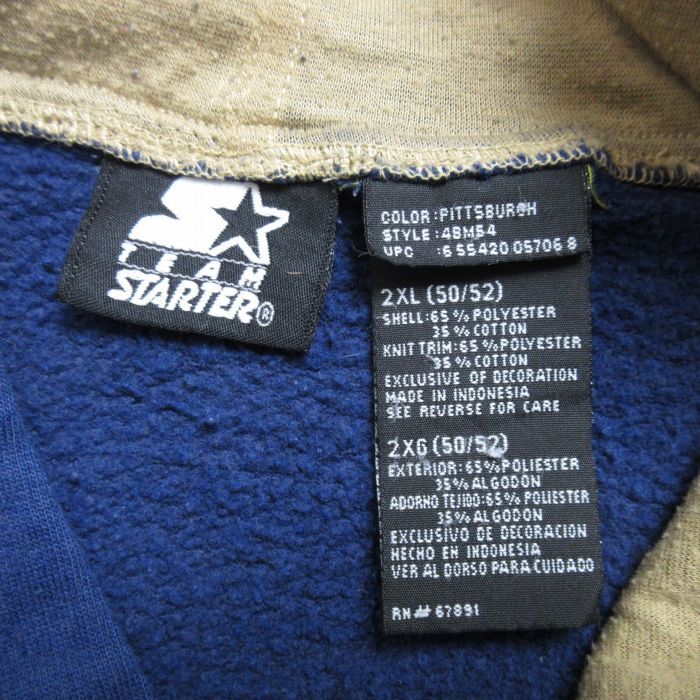 TEAM
STARTER®
COLOR:PITTSBURGH
STYLE:4BM54
UPC :6 55420 05706 8
2XL (50/52)
SHELL:65% POLYESTER
35% COTTON
KNIT TRIM:65% POLYESTER
35% COTTON
EXCLUSIVE OF DECORATION
MADE IN INDONESIA
SEE REVERSE FOR CARE
2XG (50/52)
EXTERIOR:65%POLIESTER
35%ALGODON
ADORNO TEJIDO:65% POLIESTER
35%ALGODON
EXCLUSIVO DE DECORACION
HECHO EN INDONESIA
VER AL DORSO PARA CUIDADO
RN# 67891